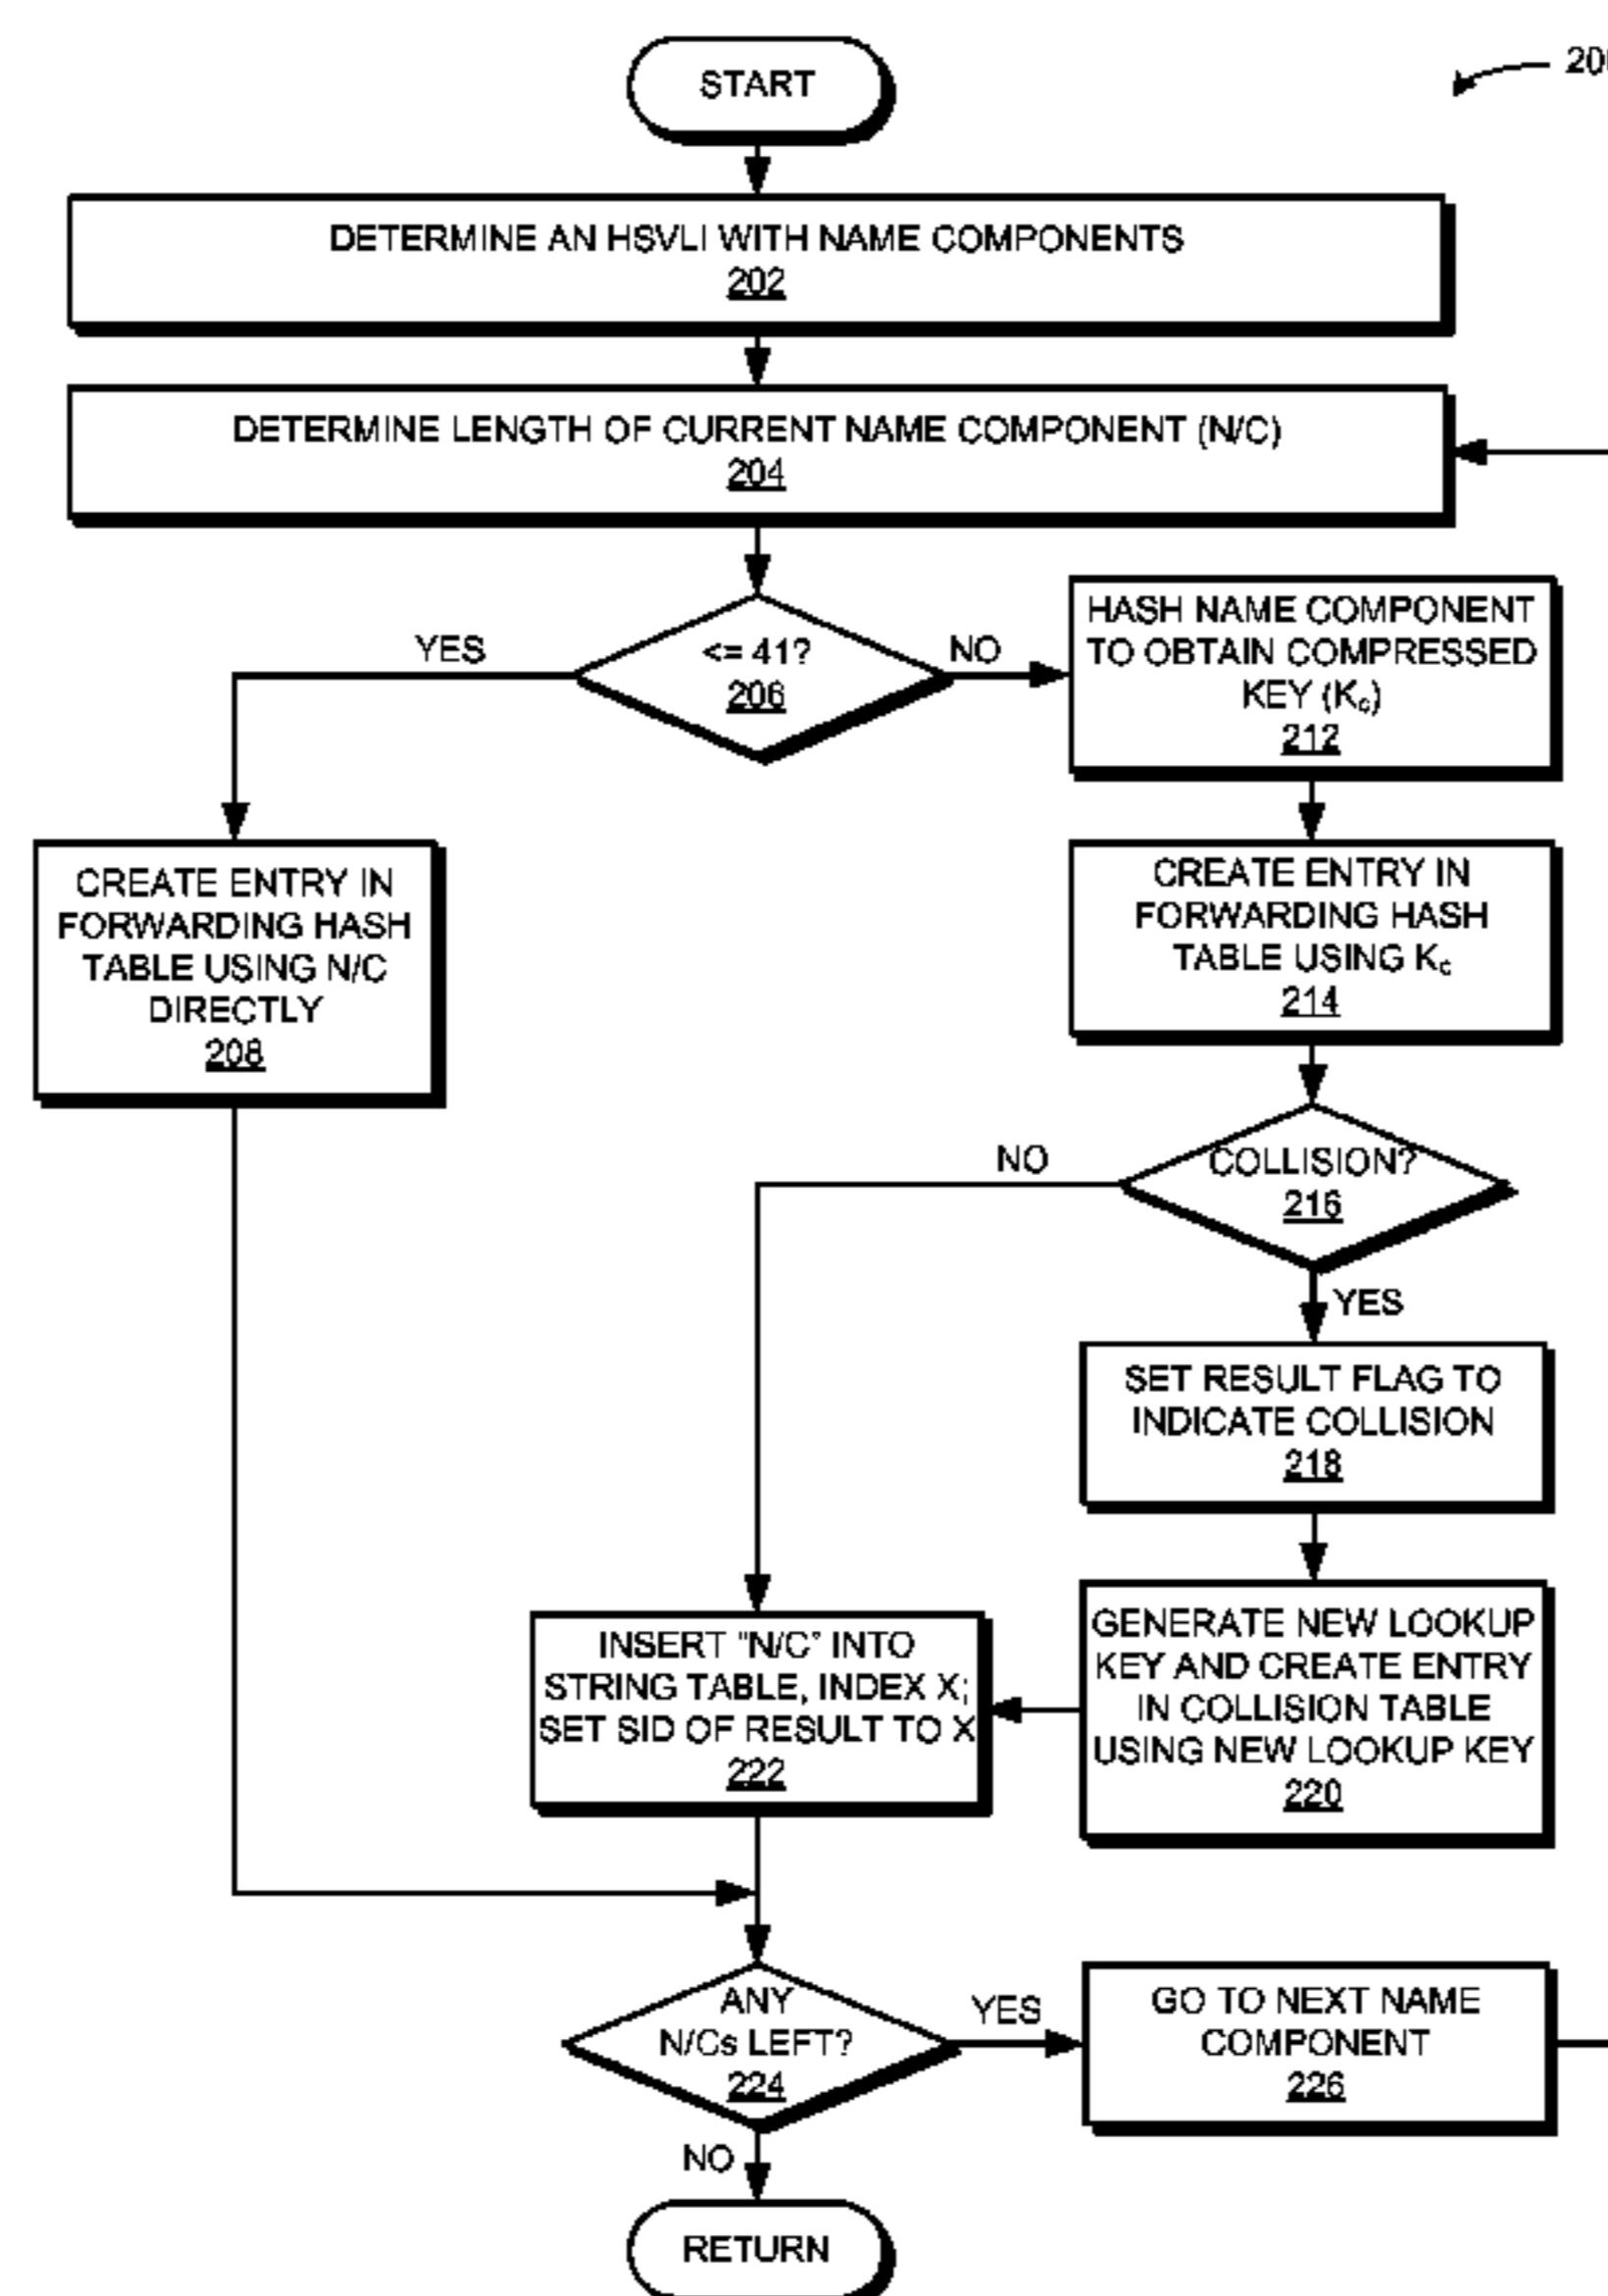 START
20
DETERMINE AN HSVLI WITH NAME COMPONENTS
202
DETERMINE LENGTH OF CURRENT NAME COMPONENT (N/C)
204
YES
<= 41?
206
NO
HASH NAME COMPONENT
TO OBTAIN COMPRESSED
KEY (Kc)
212
CREATE ENTRY IN
FORWARDING HASH
TABLE USING N/C
DIRECTLY
208
CREATE ENTRY IN
FORWARDING HASH
TABLE USING Kc
214
NO
COLLISION?
216
YES
SET RESULT FLAG TO
INDICATE COLLISION
218
INSERT "N/C" INTO
STRING TABLE, INDEX X;
SET SID OF RESULT TO X
222
GENERATE NEW LOOKUP
KEY AND CREATE ENTRY
IN COLLISION TABLE
USING NEW LOOKUP KEY
220
ANY
N/Cs LEFT?
224
YES
GO TO NEXT NAME
COMPONENT
226
NO
RETURN